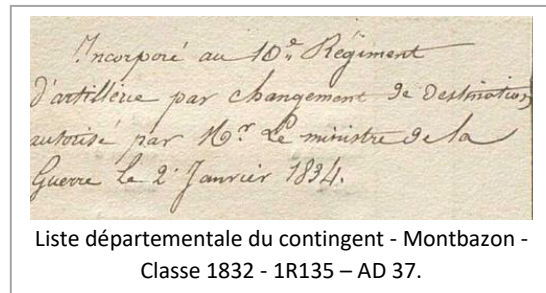 Incorporé au 10e. Régiment
d'artillerie par changement de Destination
autorisé par Mr. Le ministre de la
Guerre Le 2 Janvier 1834.
Liste départementale du contingent - Montbazon -
Classe 1832 - 1R135 – AD 37.